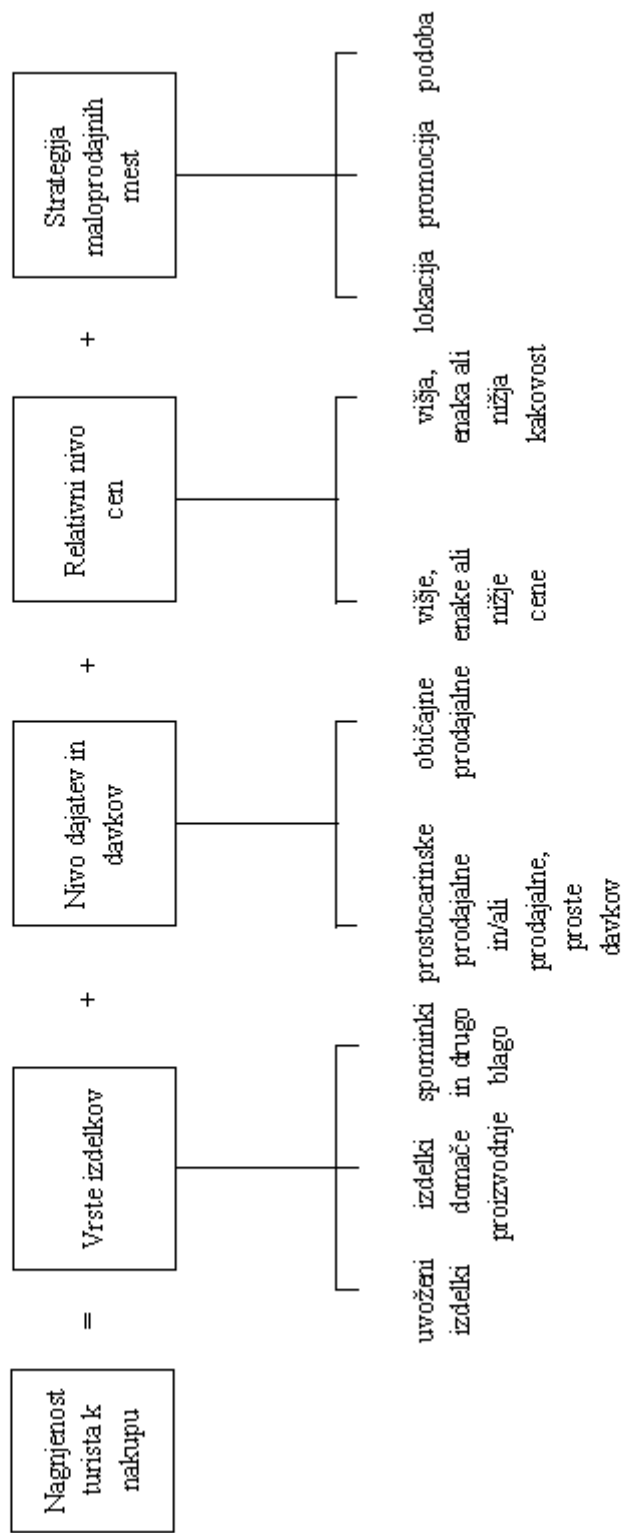 Nagnjenost
turista k
nakupu
=
Vrste izdelkov
+
Nivo dajatev in
davkov
+
Relativni nivo
cen
+
Strategija
maloprodajnih
mest
uvoženi
izdelki
izdelki
domače
proizvodnje
spominki
in drugo
blago
prostocarinske
prodajalne
in/ali
prodajalne,
proste
davkov
običajne
prodajalne
višje,
enake ali
nižje
cene
višja,
enaka ali
nižja
kakovost
lokacija
promocija
podoba